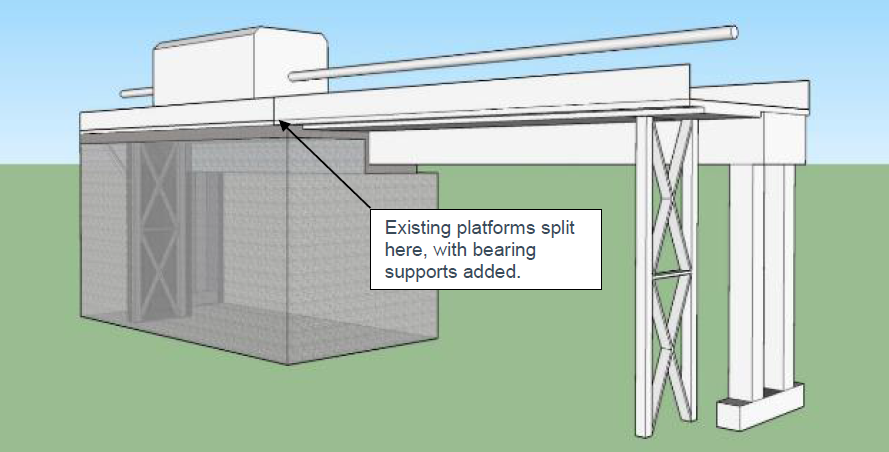 Existing platforms split
here, with bearing
supports added.